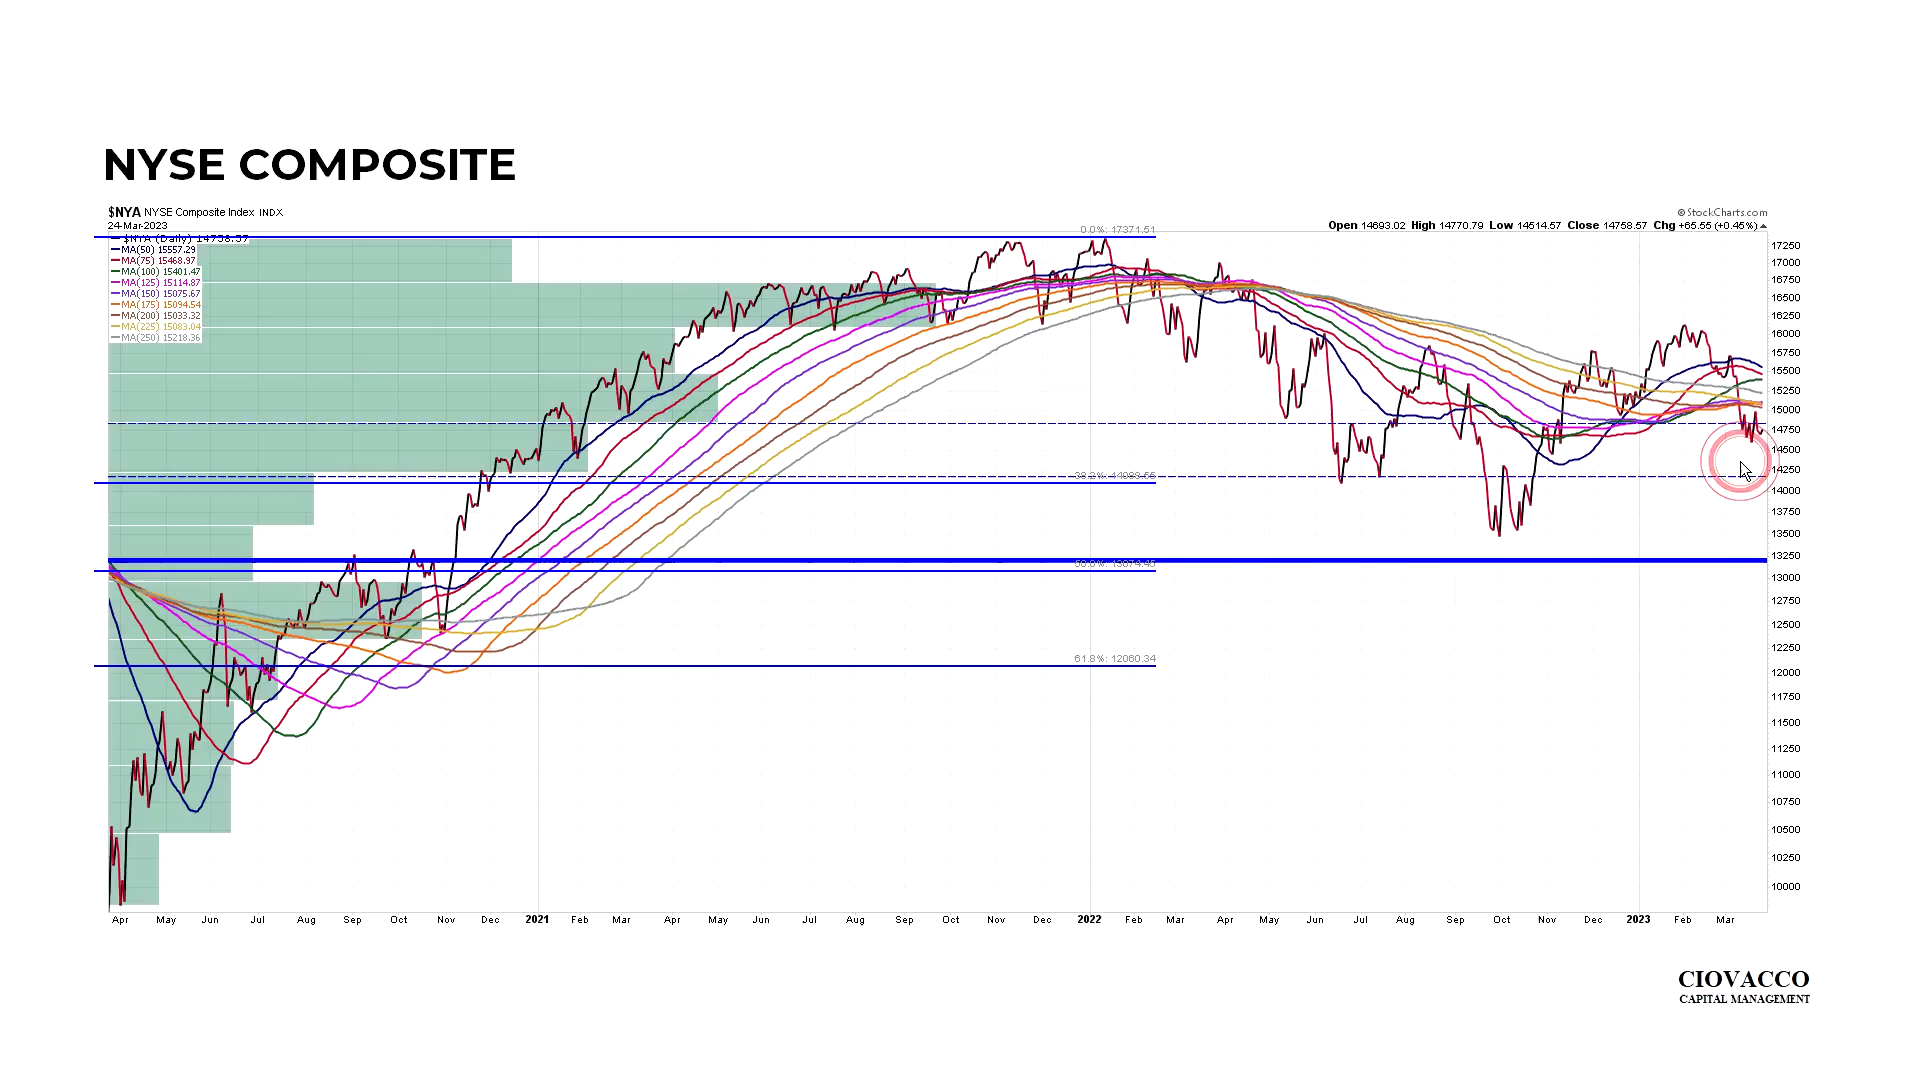 NYSE COMPOSITE
$NYA NYSE Composite Index INDX
© StockCharts.com
24-Mar-2023
Open 14693.02 High 14770.79 Low 14514.57 Close 14758.57 Chg +65.55 (+0.45%)
$NYA (Daily) 14758.57
MA(50) 15557.29
MA(75) 15468.97
MA(100) 15401.47
MA(125) 15114.87
MA(150) 15075.67
MA(175) 15094.54
MA(200) 15033.32
MA(225) 15083.04
MA(250) 15218.36
0.0%: 17371.51
61.8%: 12060.34
17250
17000
16750
16500
16250
16000
15750
15500
15250
15000
14750
14500
14250
14000
13750
13500
13250
13000
12750
12500
12250
12000
11750
11500
11250
11000
10750
10500
10250
10000
Apr May Jun Jul Aug Sep Oct Nov Dec 2021 Feb Mar Apr May Jun Jul Aug Sep Oct Nov Dec 2022 Feb Mar Apr May Jun Jul Aug Sep Oct Nov Dec 2023 Feb Mar
CIOVACCO
CAPITAL MANAGEMENT